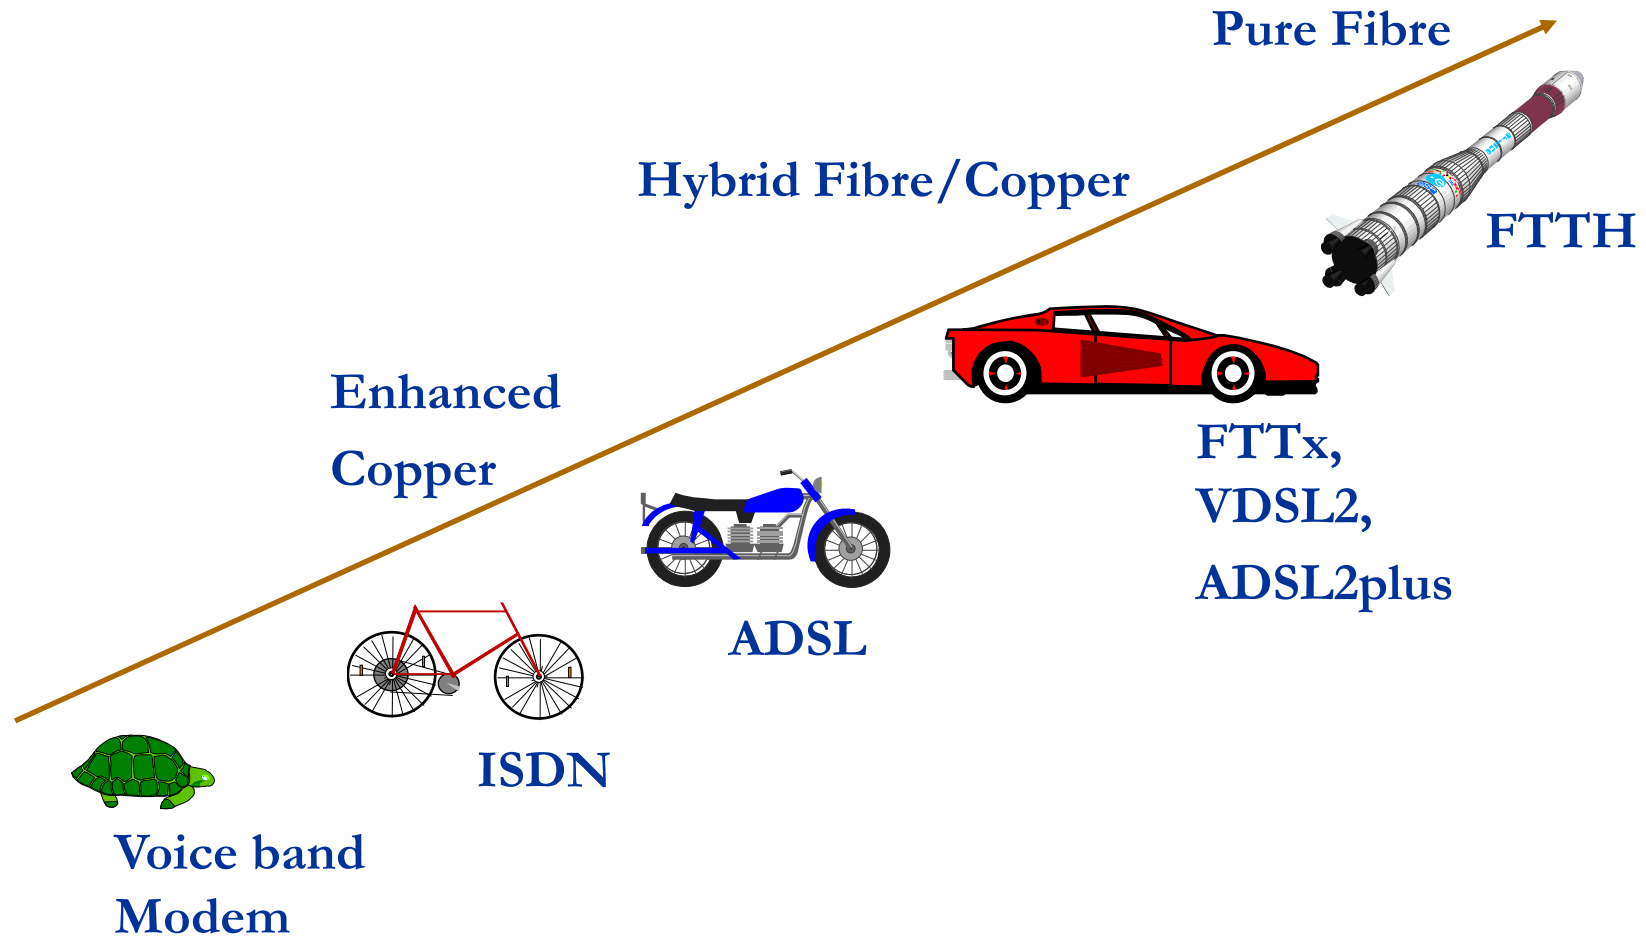 Pure Fibre
Hybrid Fibre/Copper
FTTH
Enhanced
Copper
FTTx,
VDSL2,
ADSL2plus
ADSL
ISDN
Voice band
Modem